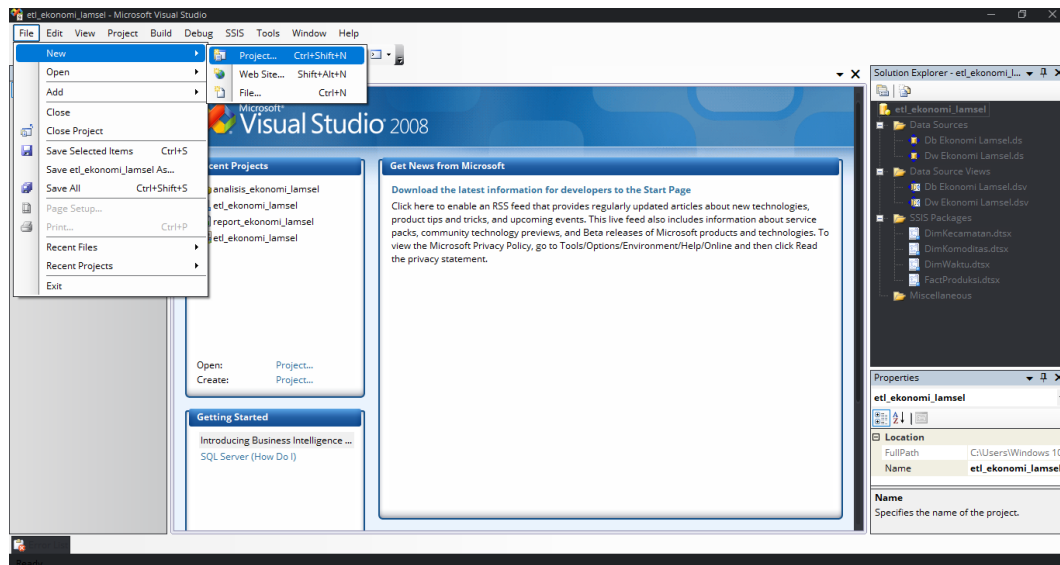 etl_ekonomi_lamsel - Microsoft Visual Studio
File Edit View Project Build Debug SSIS Tools Window Help
New
Open
Add
Close
Close Project
Save Selected Items Ctrl+S
Save etl_ekonomi_lamsel As...
Save All Ctrl+Shift+S
Page Setup...
Print... Ctrl+P
Recent Files
Recent Projects
Exit
Project... Ctrl+Shift+N
Web Site... Shift+Alt+N
File... Ctrl+N
Microsoft®
Visual Studio 2008
Projects
analisis_ekonomi_lamsel
etl_ekonomi_lamsel
report_ekonomi_lamsel
etl_ekonomi_lamsel
Open: Project...
Create: Project...
Getting Started
Introducing Business Intelligence ...
SQL Server (How Do I)
Get News from Microsoft
Download the latest information for developers to the Start Page
Click here to enable an RSS feed that provides regularly updated articles about new technologies,
product tips and tricks, and upcoming events. This live feed also includes information about service
packs, community technology previews, and Beta releases of Microsoft products and technologies. To
view the Microsoft Privacy Policy, go to Tools/Options/Environment/Help/Online and then click Read
the privacy statement.
Solution Explorer - etl_ekonomi_l...
etl_ekonomi_lamsel
Data Sources
Db Ekonomi Lamsel.ds
Dw Ekonomi Lamsel.ds
Data Source Views
Db Ekonomi Lamsel.dsv
Dw Ekonomi Lamsel.dsv
SSIS Packages
DimKecamatan.dtsx
DimKomoditas.dtsx
DimWaktu.dtsx
FactProduksi.dtsx
Miscellaneous
Properties
etl_ekonomi_lamsel
Location
FullPath C:\Users\Windows 10
Name etl_ekonomi_lamsel
Name
Specifies the name of the project.
Ready